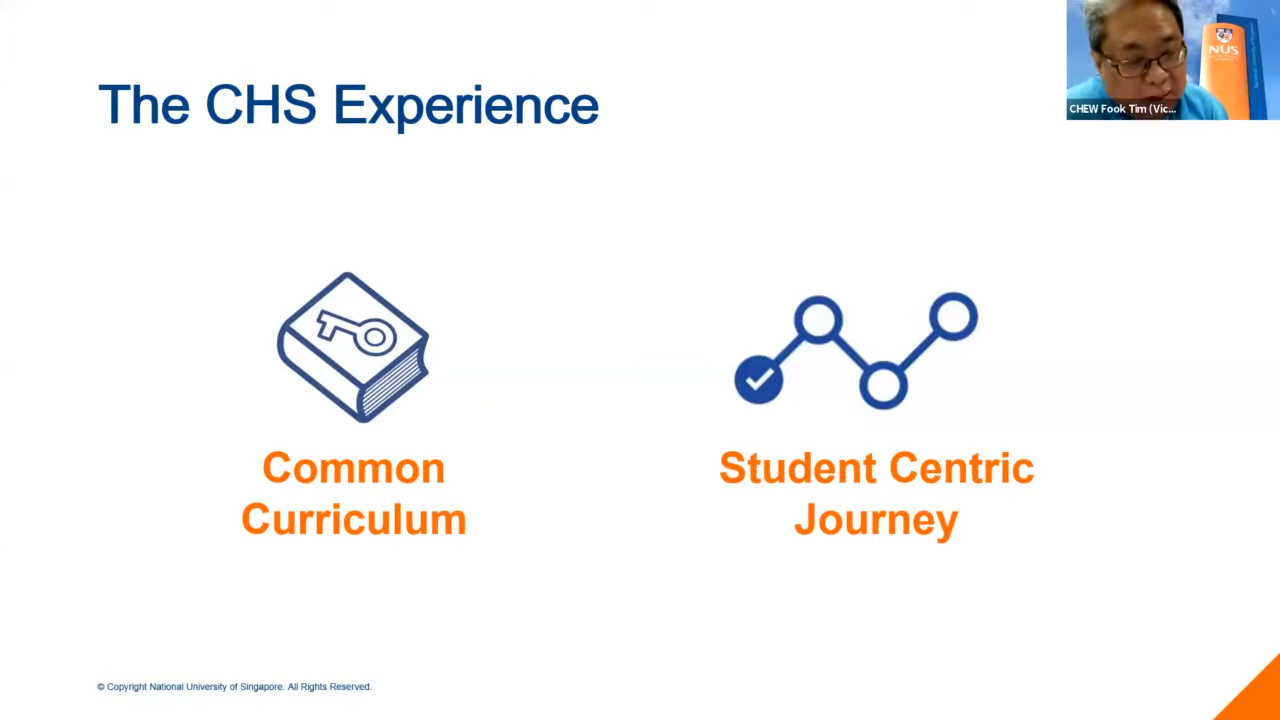 The CHS Experience
NUS
CHEW Fook Tim (Vic...
Common
Curriculum
Student Centric
Journey
© Copyright National University of Singapore. All Rights Reserved.